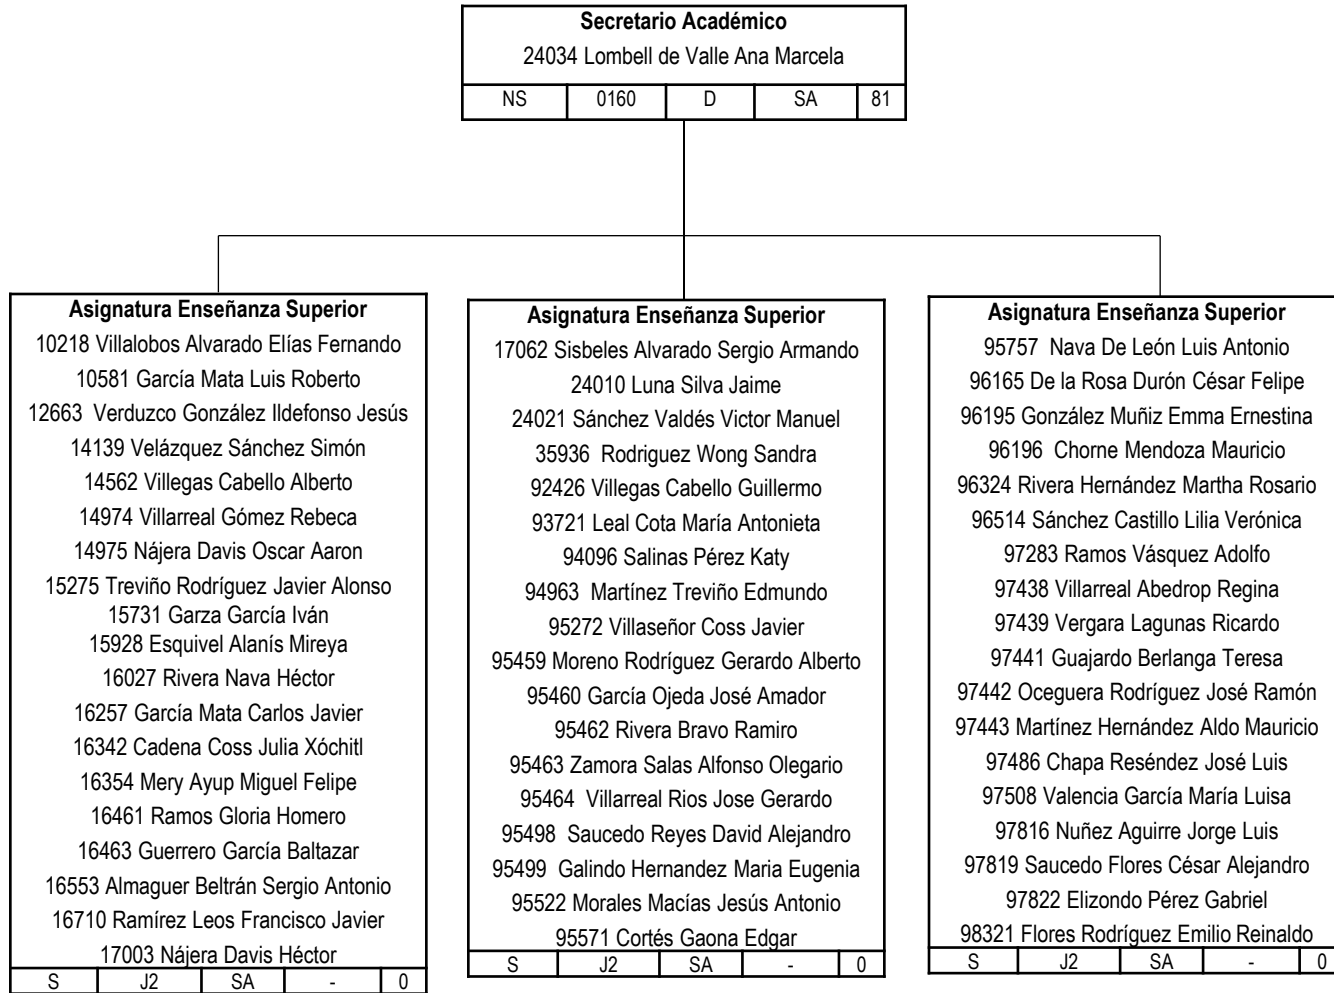 Secretario Académico
24034 Lombell de Valle Ana Marcela
NS 0160 D SA 81
Asignatura Enseñanza Superior
10218 Villalobos Alvarado Elías Fernando
10581 García Mata Luis Roberto
12663 Verduzco González Ildefonso Jesús
14139 Velázquez Sánchez Simón
14562 Villegas Cabello Alberto
14974 Villarreal Gómez Rebeca
14975 Nájera Davis Oscar Aaron
15275 Treviño Rodríguez Javier Alonso
15731 Garza García Iván
15928 Esquivel Alanís Mireya
16027 Rivera Nava Héctor
16257 García Mata Carlos Javier
16342 Cadena Coss Julia Xóchitl
16354 Mery Ayup Miguel Felipe
16461 Ramos Gloria Homero
16463 Guerrero García Baltazar
16553 Almaguer Beltrán Sergio Antonio
16710 Ramírez Leos Francisco Javier
17003 Nájera Davis Héctor
S J2 SA - 0
Asignatura Enseñanza Superior
17062 Sisbeles Alvarado Sergio Armando
24010 Luna Silva Jaime
24021 Sánchez Valdés Victor Manuel
35936 Rodriguez Wong Sandra
92426 Villegas Cabello Guillermo
93721 Leal Cota María Antonieta
94096 Salinas Pérez Katy
94963 Martínez Treviño Edmundo
95272 Villaseñor Coss Javier
95459 Moreno Rodríguez Gerardo Alberto
95460 García Ojeda José Amador
95462 Rivera Bravo Ramiro
95463 Zamora Salas Alfonso Olegario
95464 Villarreal Rios Jose Gerardo
95498 Saucedo Reyes David Alejandro
95499 Galindo Hernandez Maria Eugenia
95522 Morales Macías Jesús Antonio
95571 Cortés Gaona Edgar
S J2 SA - 0
Asignatura Enseñanza Superior
95757 Nava De León Luis Antonio
96165 De la Rosa Durón César Felipe
96195 González Muñiz Emma Ernestina
96196 Chorne Mendoza Mauricio
96324 Rivera Hernández Martha Rosario
96514 Sánchez Castillo Lilia Verónica
97283 Ramos Vásquez Adolfo
97438 Villarreal Abedrop Regina
97439 Vergara Lagunas Ricardo
97441 Guajardo Berlanga Teresa
97442 Oceguera Rodríguez José Ramón
97443 Martínez Hernández Aldo Mauricio
97486 Chapa Reséndez José Luis
97508 Valencia García María Luisa
97816 Nuñez Aguirre Jorge Luis
97819 Saucedo Flores César Alejandro
97822 Elizondo Pérez Gabriel
98321 Flores Rodríguez Emilio Reinaldo
S J2 SA - 0